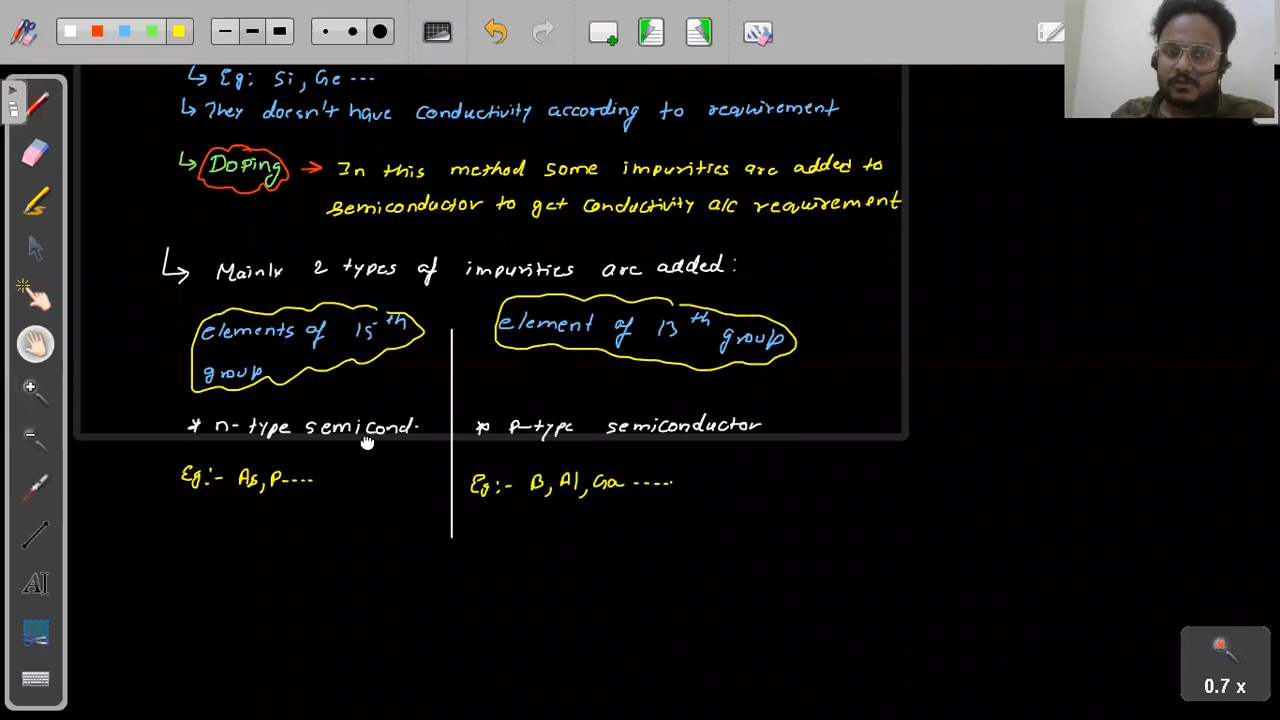 ↳ Eg: Si, Ge ---
↳ They doesn't have conductivity according to requirement
↳ Doping → In this method some impurities are added to
semiconductor to get conductivity a/c requirement
↳ Mainly 2 types of impurities are added:
elements of 15th
group
element of 13th
group
* n-type semicond.
* p-type semiconductor
Eg:- As, P----
Eg:- B, Al, Ga -----
AI
0.7 x